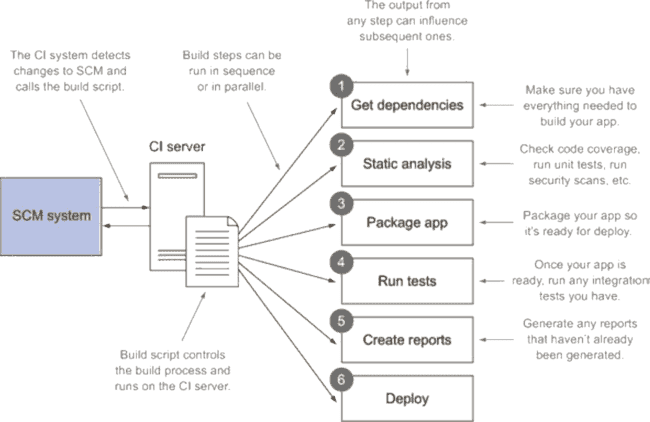 The output from
any step can influence
subsequent ones.
The CI system detects
changes to SCM and
calls the build script.
Build steps can be
run in sequence
or in parallel.
1
Get dependencies
Make sure you have
everything needed to
build your app.
CI server
2
Static analysis
Check code coverage,
run unit tests, run
security scans, etc.
SCM system
3
Package app
Package your app so
it's ready for deploy.
4
Run tests
Once your app is
ready, run any integration
tests you have.
5
Create reports
Generate any reports
that haven't already
been generated.
Build script controls
the build process and
runs on the CI server.
6
Deploy